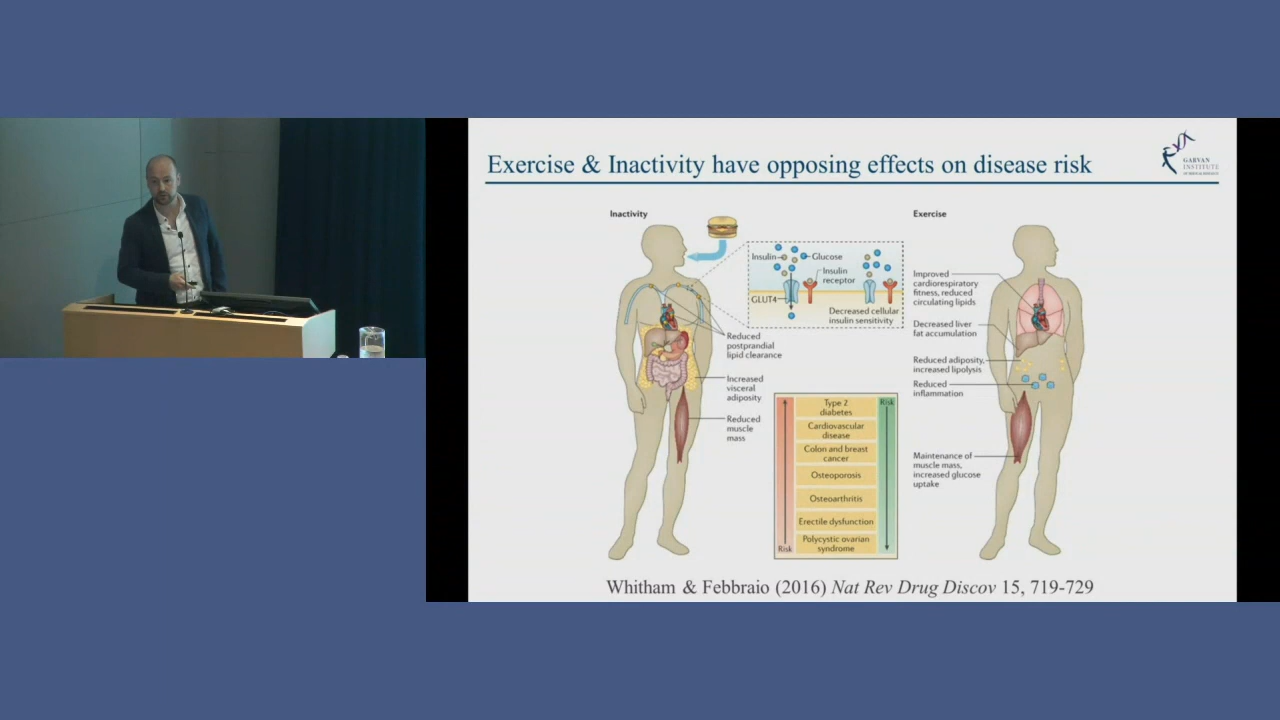 Exercise & Inactivity have opposing effects on disease risk
GARVAN
INSTITUTE
Inactivity
Insulin
Glucose
Insulin
receptor
GLUT4
Decreased cellular
insulin sensitivity
Reduced
postprandial
lipid clearance
Increased
visceral
adiposity
Reduced
muscle
mass
Risk
Type 2
diabetes
Cardiovascular
disease
Colon and breast
cancer
Osteoporosis
Osteoarthritis
Erectile dysfunction
Polycystic ovarian
syndrome
Risk
Exercise
Improved
cardiorespiratory
fitness, reduced
circulating lipids
Decreased liver
fat accumulation
Reduced adiposity,
increased lipolysis
Reduced
inflammation
Maintenance of
muscle mass,
increased glucose
uptake
Whitham & Febbraio (2016) Nat Rev Drug Discov 15, 719-729